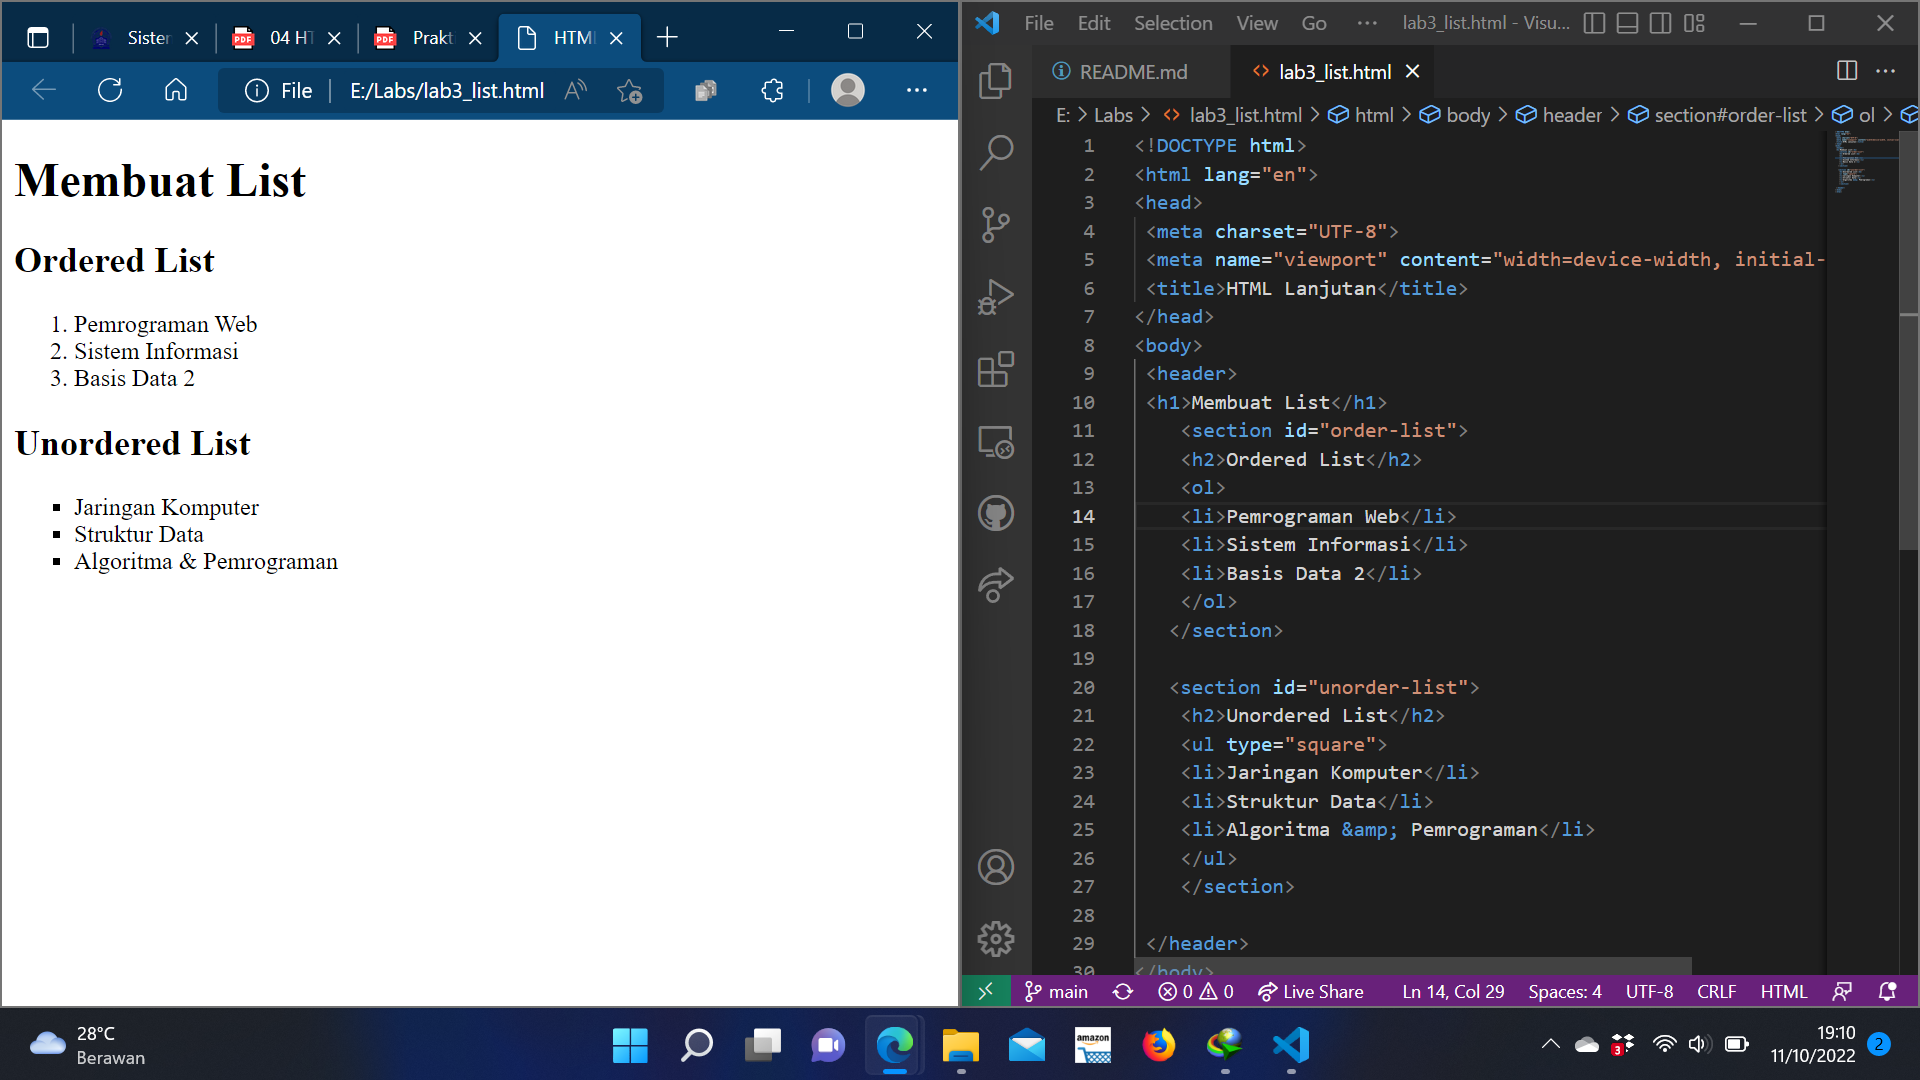 Sister
04 HT
Prakt
HTMI
File
E:/Labs/lab3_list.html
Membuat List
Ordered List
1. Pemrograman Web
2. Sistem Informasi
3. Basis Data 2
Unordered List
Jaringan Komputer
Struktur Data
Algoritma & Pemrograman
File Edit Selection View Go ··· lab3_list.html - Visu...
README.md
lab3_list.html
E: > Labs > lab3_list.html > html > body > header > section#order-list > ol >
1 <!DOCTYPE html>
2 <html lang="en">
3 <head>
4 <meta charset="UTF-8">
5 <meta name="viewport" content="width=device-width, initial-
6 <title>HTML Lanjutan</title>
7 </head>
8 <body>
9 <header>
10 <h1>Membuat List</h1>
11 <section id="order-list">
12 <h2>Ordered List</h2>
13 <ol>
14 <li>Pemrograman Web</li>
15 <li>Sistem Informasi</li>
16 <li>Basis Data 2</li>
17 </ol>
18 </section>
19
20 <section id="unorder-list">
21 <h2>Unordered List</h2>
22 <ul type="square">
23 <li>Jaringan Komputer</li>
24 <li>Struktur Data</li>
25 <li>Algoritma &amp; Pemrograman</li>
26 </ul>
27 </section>
28
29 </header>
30 </body>
main 0 0 Live Share Ln 14, Col 29 Spaces: 4 UTF-8 CRLF HTML
28°C
Berawan
amazon
3
19:10
11/10/2022
2